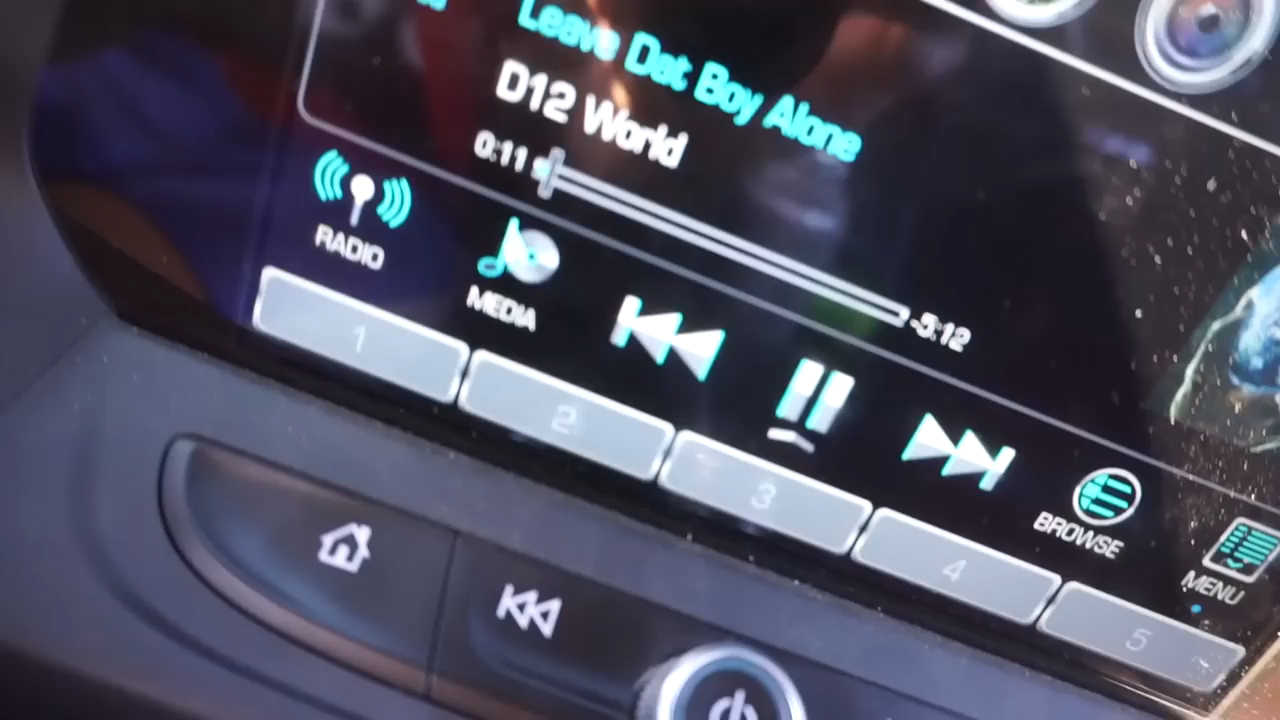 Leave Dat Boy Alone
D12 World
0:11
-5:12
RADIO
MEDIA
BROWSE
MENU
1
2
3
4
5